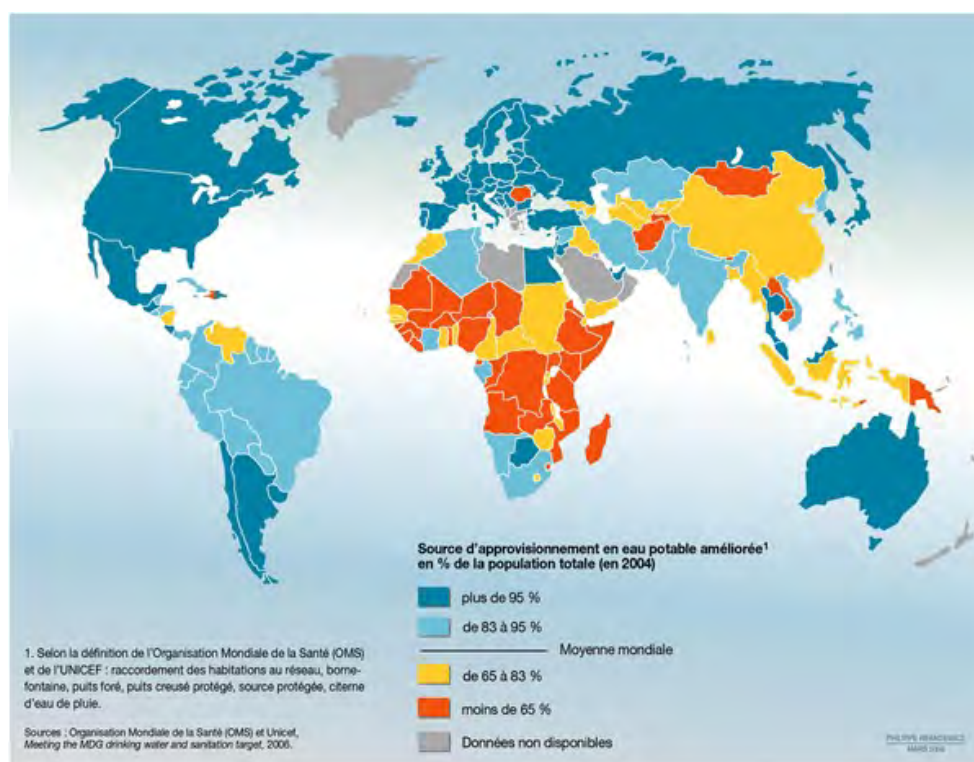 Source d'approvisionnement en eau potable améliorée¹
en % de la population totale (en 2004)
plus de 95 %
de 83 à 95 %
Moyenne mondiale
de 65 à 83 %
moins de 65 %
Données non disponibles
1. Selon la définition de l'Organisation Mondiale de la Santé (OMS)
et de l'UNICEF : raccordement des habitations au réseau, borne-
fontaine, puits foré, puits creusé protégé, source protégée, citerne
d'eau de pluie.
Sources : Organisation Mondiale de la Santé (OMS) et Unicef,
Meeting the MDG drinking water and sanitation target, 2006.
PHILIPPE REKACEWICZ
MARS 2006